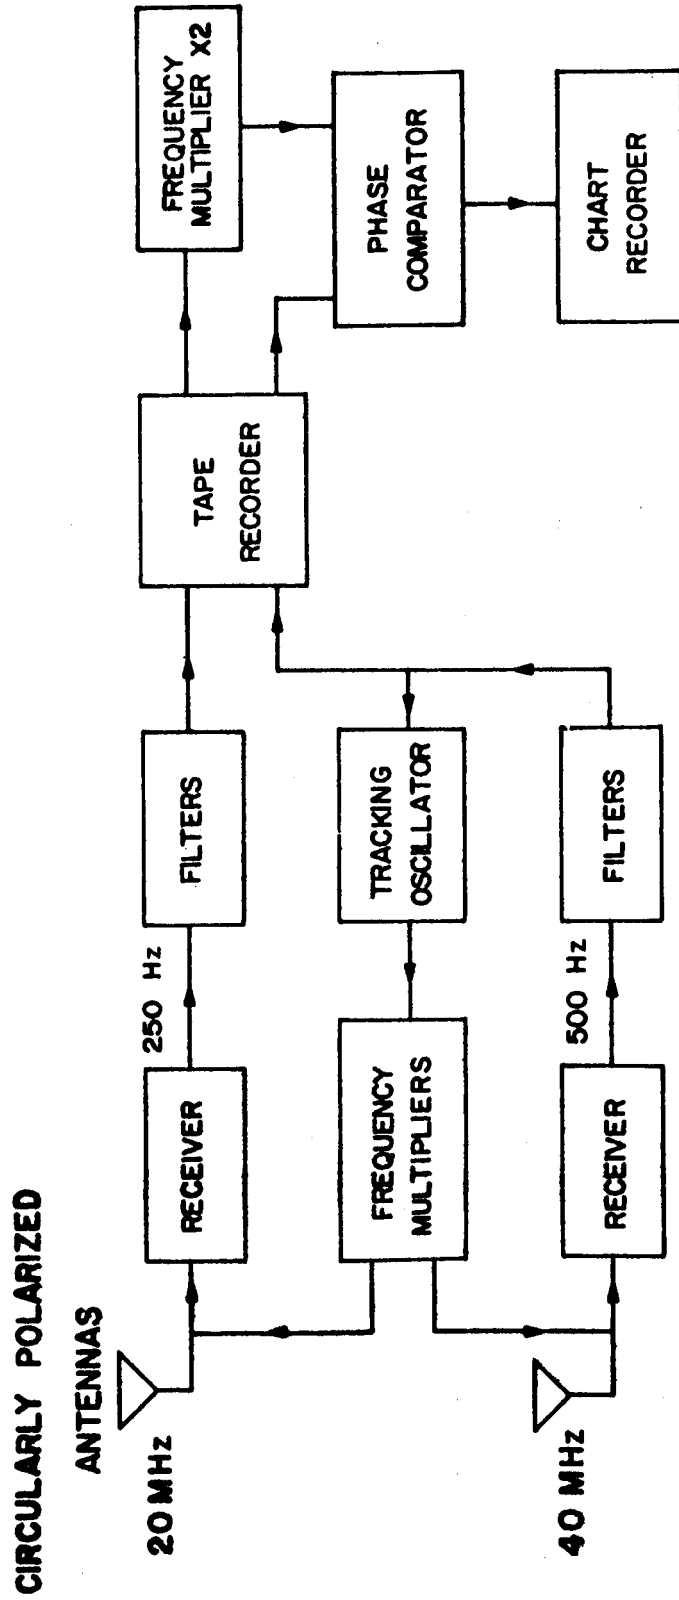 CIRCULARLY POLARIZED
ANTENNAS
20 MHz
RECEIVER
250 Hz
FILTERS
TAPE
RECORDER
FREQUENCY
MULTIPLIER X2
FREQUENCY
MULTIPLIERS
TRACKING
OSCILLATOR
PHASE
COMPARATOR
40 MHz
RECEIVER
500 Hz
FILTERS
CHART
RECORDER